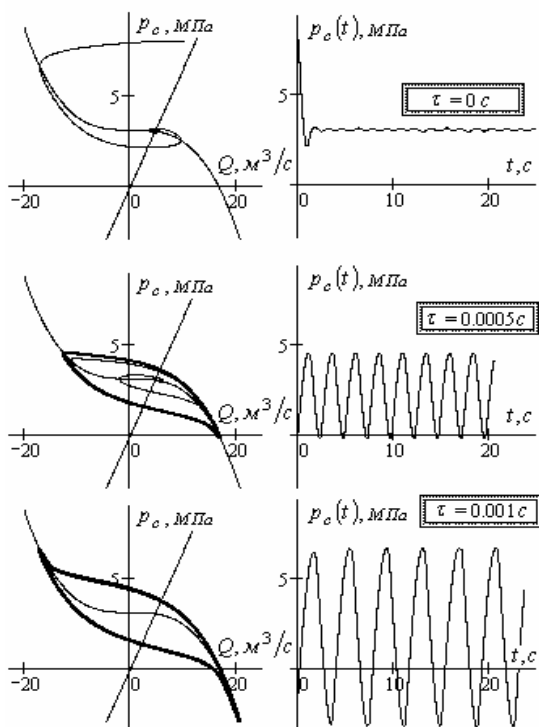 p_c, МПа
p_c(t), МПа
5
5
τ = 0 c
Q, м³/с
t, c
−20
0
20
0
10
20
p_c, МПа
p_c(t), МПа
τ = 0.0005c
5
5
Q, м³/с
t, c
−20
0
20
0
10
20
p_c, МПа
p_c(t), МПа
τ = 0.001c
5
5
Q, м³/с
t, c
−20
0
20
0
10
20